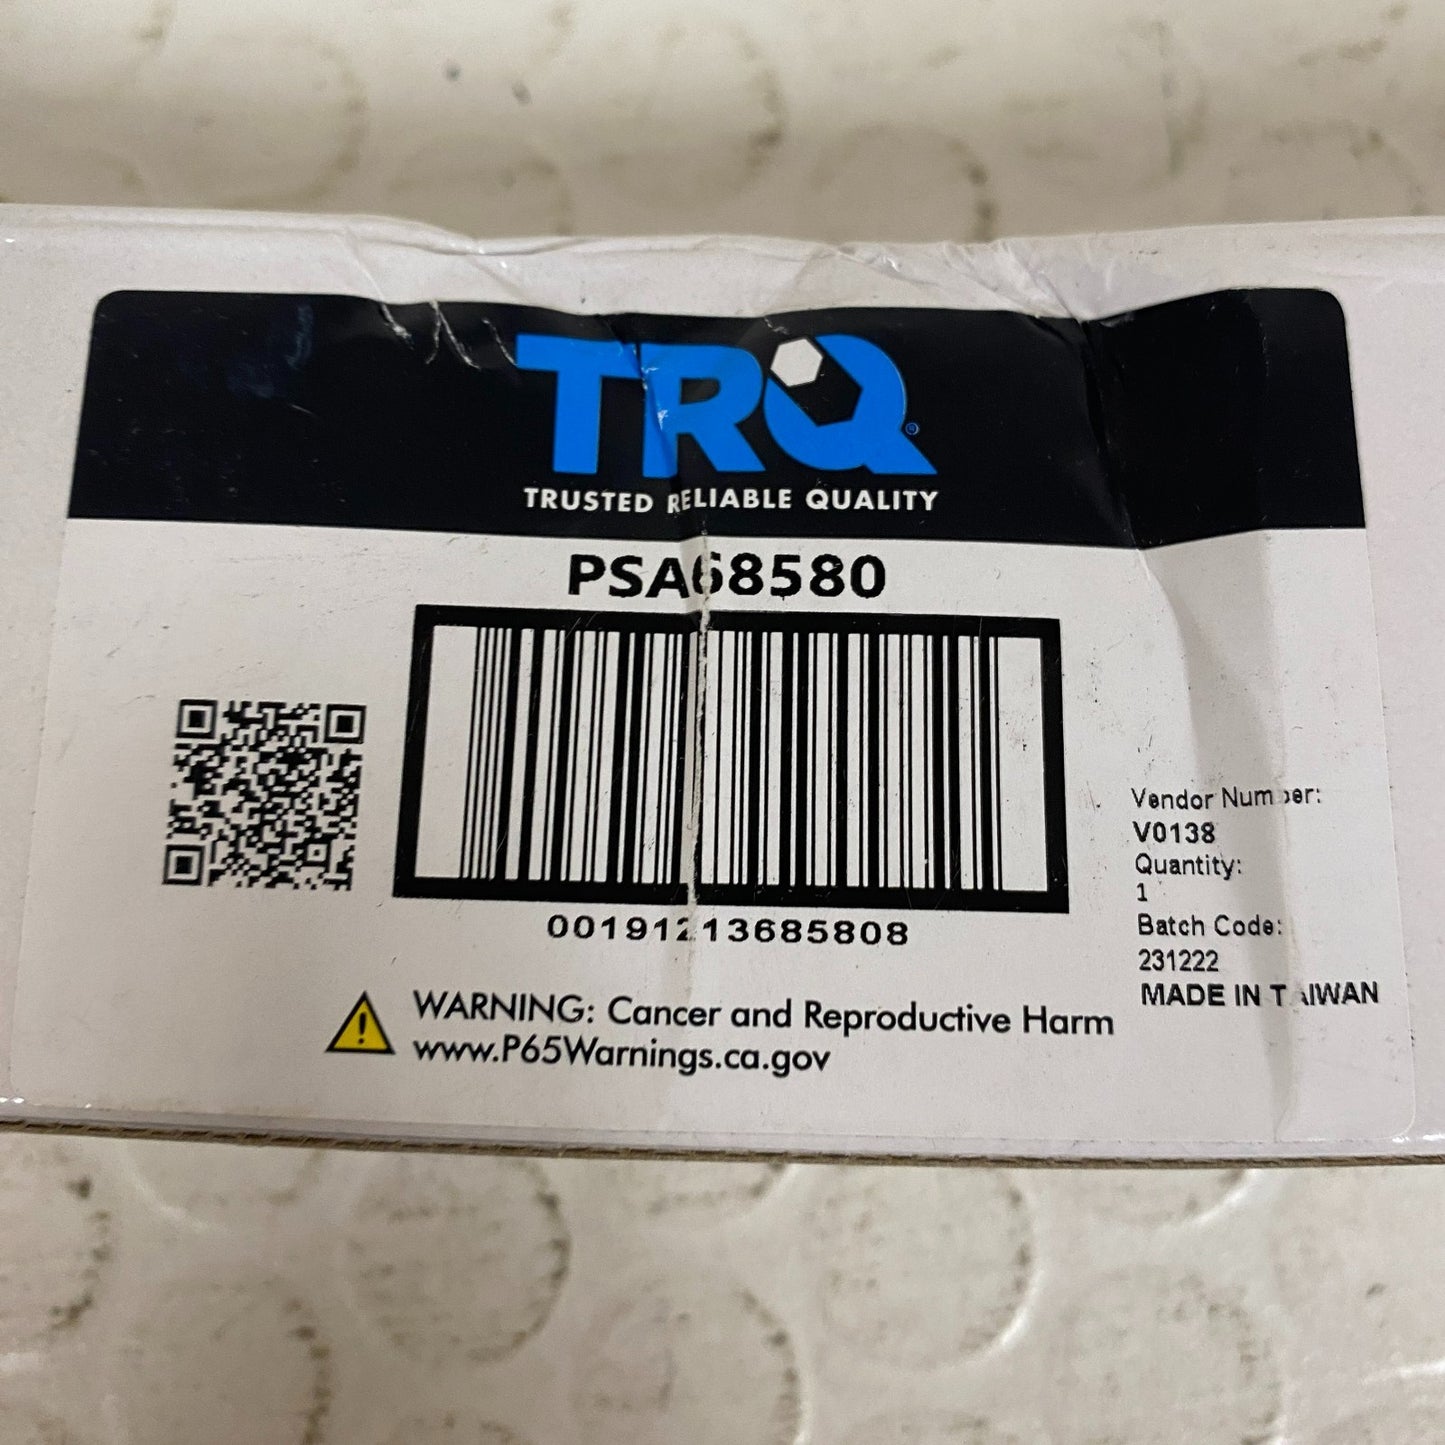 TRQ®
TRUSTED RELIABLE QUALITY
PSA68580
00191213685808
Vendor Number:
V0138
Quantity:
1
Batch Code:
231222
MADE IN TAIWAN
WARNING: Cancer and Reproductive Harm
www.P65Warnings.ca.gov